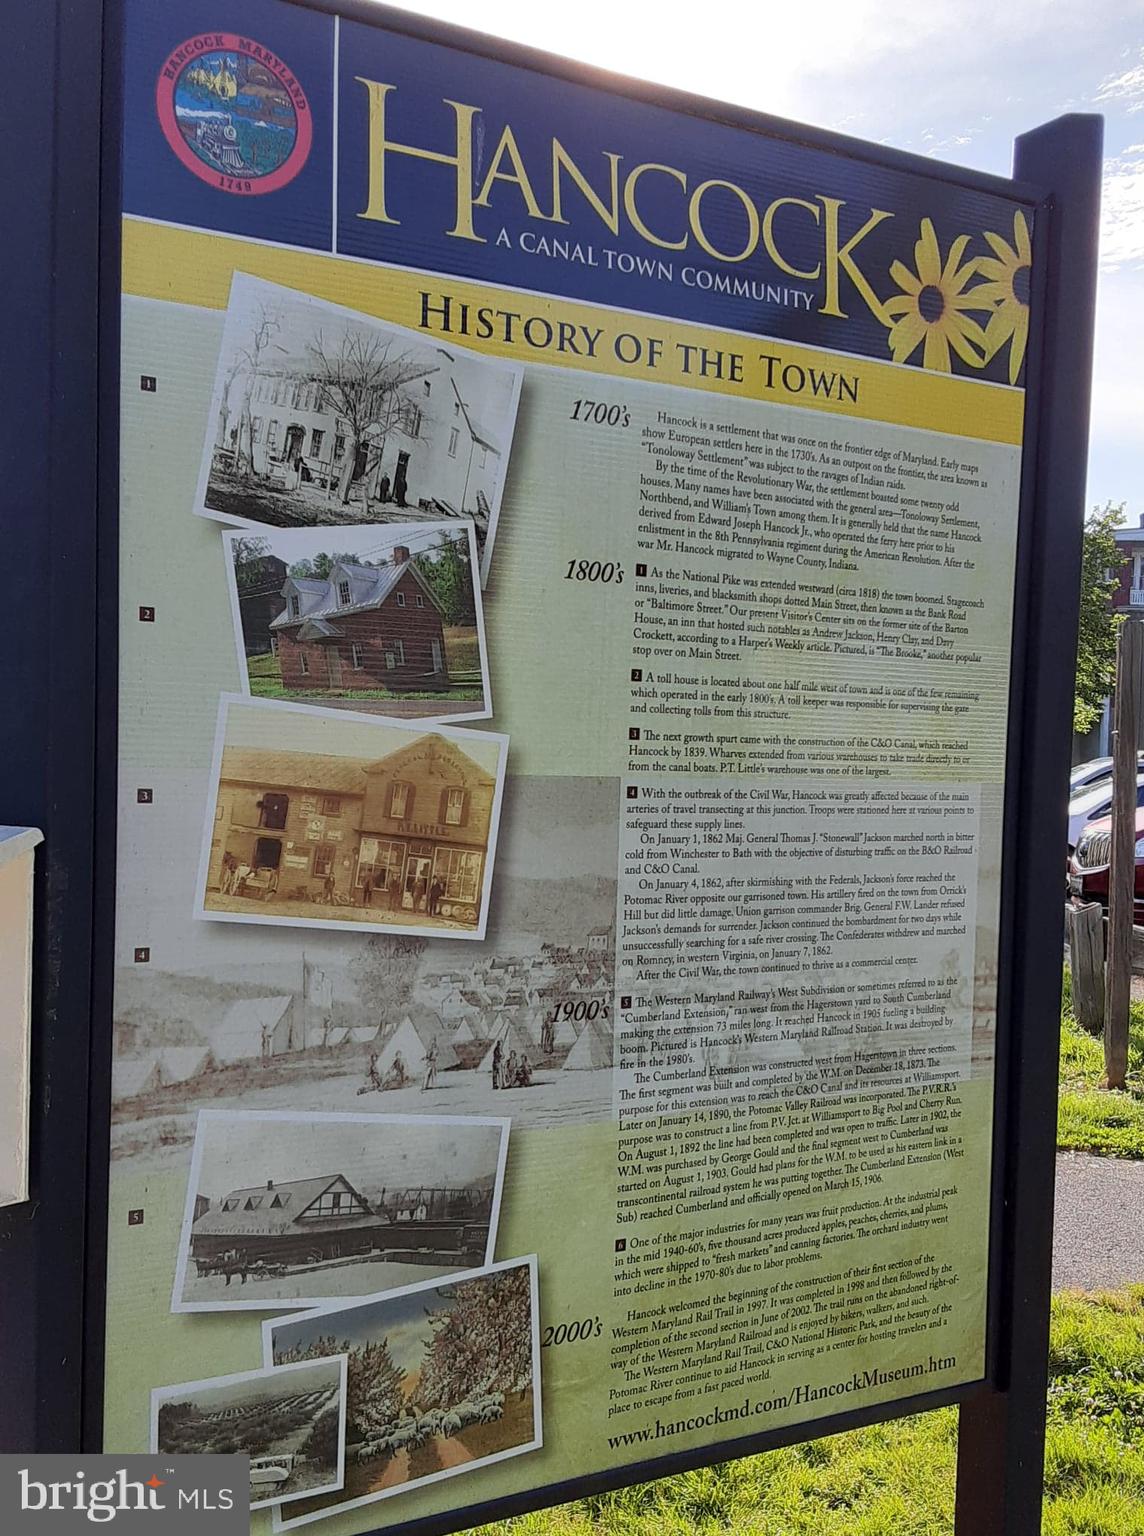 HANCOCK MARYLAND
1749
HANCOCK
A CANAL TOWN COMMUNITY
HISTORY OF THE TOWN
1700's
Hancock is a settlement that was once on the frontier edge of Maryland. Early maps
show European settlers here in the 1730's. As an outpost on the frontier, the area known as
"Tonoloway Settlement" was subject to the ravages of Indian raids.
By the time of the Revolutionary War, the settlement boasted some twenty odd
houses. Many names have been associated with the general area—Tonoloway Settlement,
Northbend, and William's Town among them. It is generally held that the name Hancock
derived from Edward Joseph Hancock Jr., who operated the ferry here prior to his
enlistment in the 8th Pennsylvania regiment during the American Revolution. After the
war Mr. Hancock migrated to Wayne County, Indiana.
1800's
1 As the National Pike was extended westward (circa 1818) the town boomed. Stagecoach
inns, liveries, and blacksmith shops dotted Main Street, then known as the Bank Road
or "Baltimore Street." Our present Visitor's Center sits on the former site of the Barton
House, an inn that hosted such notables as Andrew Jackson, Henry Clay, and Davy
Crockett, according to a Harper's Weekly article. Pictured, is "The Brooke," another popular
stop over on Main Street.
2 A toll house is located about one half mile west of town and is one of the few remaining
which operated in the early 1800's. A toll keeper was responsible for supervising the gate
and collecting tolls from this structure.
3 The next growth spurt came with the construction of the C&O Canal, which reached
Hancock by 1839. Wharves extended from various warehouses to take trade directly to or
from the canal boats. P.T. Little's warehouse was one of the largest.
4 With the outbreak of the Civil War, Hancock was greatly affected because of the main
arteries of travel transecting at this junction. Troops were stationed here at various points to
safeguard these supply lines.
On January 1, 1862 Maj. General Thomas J. "Stonewall" Jackson marched north in bitter
cold from Winchester to Bath with the objective of disturbing traffic on the B&O Railroad
and C&O Canal.
On January 4, 1862, after skirmishing with the Federals, Jackson's force reached the
Potomac River opposite our garrisoned town. His artillery fired on the town from Orrick's
Hill but did little damage. Union garrison commander Brig. General F.W. Lander refused
Jackson's demands for surrender. Jackson continued the bombardment for two days while
unsuccessfully searching for a safe river crossing. The Confederates withdrew and marched
on Romney, in western Virginia, on January 7, 1862.
After the Civil War, the town continued to thrive as a commercial center.
1900's
5 The Western Maryland Railway's West Subdivision or sometimes referred to as the
"Cumberland Extension," ran west from the Hagerstown yard to South Cumberland
making the extension 73 miles long. It reached Hancock in 1905 fueling a building
boom. Pictured is Hancock's Western Maryland Railroad Station. It was destroyed by
fire in the 1980's.
The Cumberland Extension was constructed west from Hagerstown in three sections.
The first segment was built and completed by the W.M. on December 18, 1873. The
purpose for this extension was to reach the C&O Canal and its resources at Williamsport.
Later on January 14, 1890, the Potomac Valley Railroad was incorporated. The P.V.R.R.'s
purpose was to construct a line from P.V. Jct. at Williamsport to Big Pool and Cherry Run.
On August 1, 1892 the line had been completed and was open to traffic. Later in 1902, the
W.M. was purchased by George Gould and the final segment west to Cumberland was
started on August 1, 1903. Gould had plans for the W.M. to be used as his eastern link in a
transcontinental railroad system he was putting together. The Cumberland Extension (West
Sub) reached Cumberland and officially opened on March 15, 1906.
6 One of the major industries for many years was fruit production. At the industrial peak
in the mid 1940-60's, five thousand acres produced apples, peaches, cherries, and plums,
which were shipped to "fresh markets" and canning factories. The orchard industry went
into decline in the 1970-80's due to labor problems.
2000's
Hancock welcomed the beginning of the construction of their first section of the
Western Maryland Rail Trail in 1997. It was completed in 1998 and then followed by the
completion of the second section in June of 2002. The trail runs on the abandoned right-of-
way of the Western Maryland Railroad and is enjoyed by bikers, walkers, and such.
The Western Maryland Rail Trail, C&O National Historic Park, and the beauty of the
Potomac River continue to aid Hancock in serving as a center for hosting travelers and a
place to escape from a fast paced world.
www.hancockmd.com/HancockMuseum.htm
1
2
3
4
5
bright™ MLS